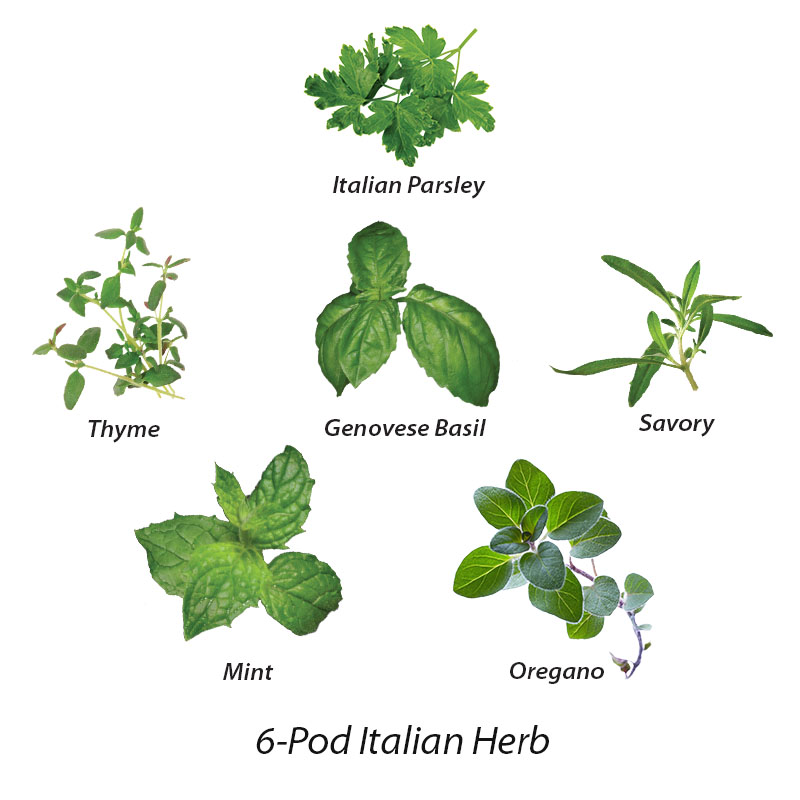 Italian Parsley
Thyme
Genovese Basil
Savory
Mint
Oregano
6-Pod Italian Herb